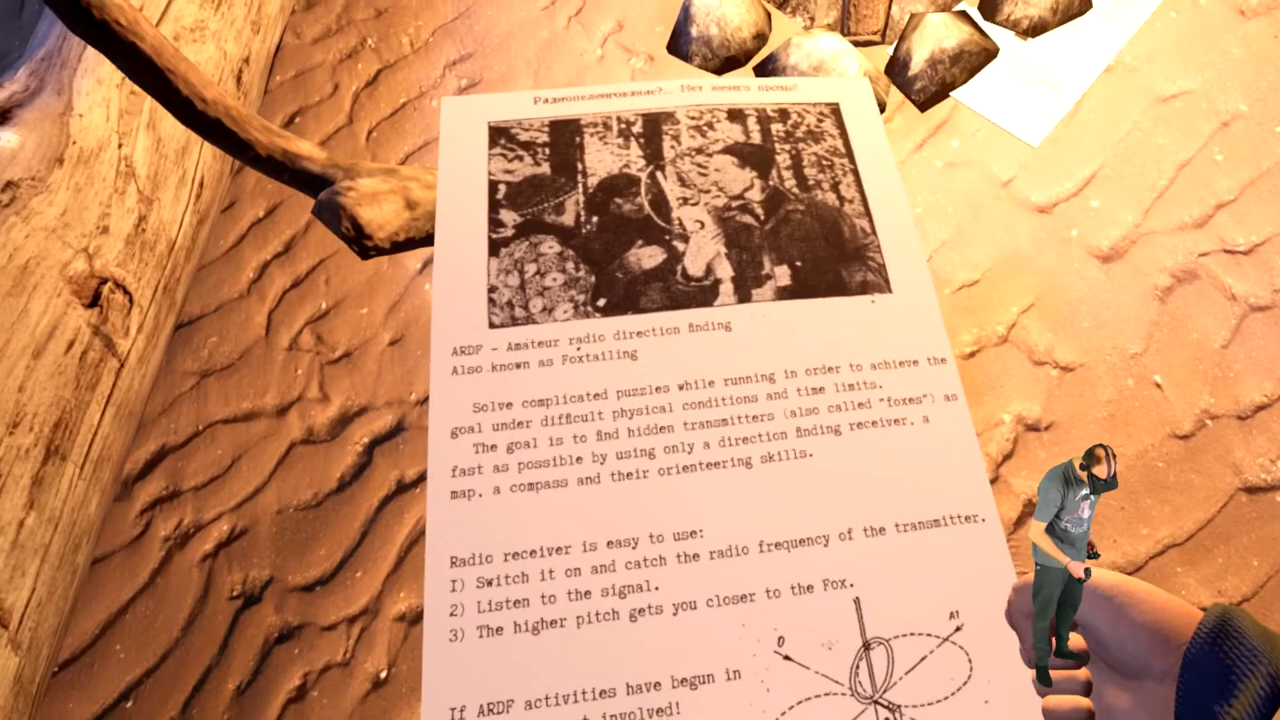 Радиопеленгование?.. Нет ничего проще!
ARDF - Amateur radio direction finding
Also known as Foxtailing
Solve complicated puzzles while running in order to achieve the
goal under difficult physical conditions and time limits.
The goal is to find hidden transmitters (also called "foxes") as
fast as possible by using only a direction finding receiver, a
map, a compass and their orienteering skills.
Radio receiver is easy to use:
I) Switch it on and catch the radio frequency of the transmitter.
2) Listen to the signal.
3) The higher pitch gets you closer to the Fox.
O
A1
If ARDF activities have begun in
involved!